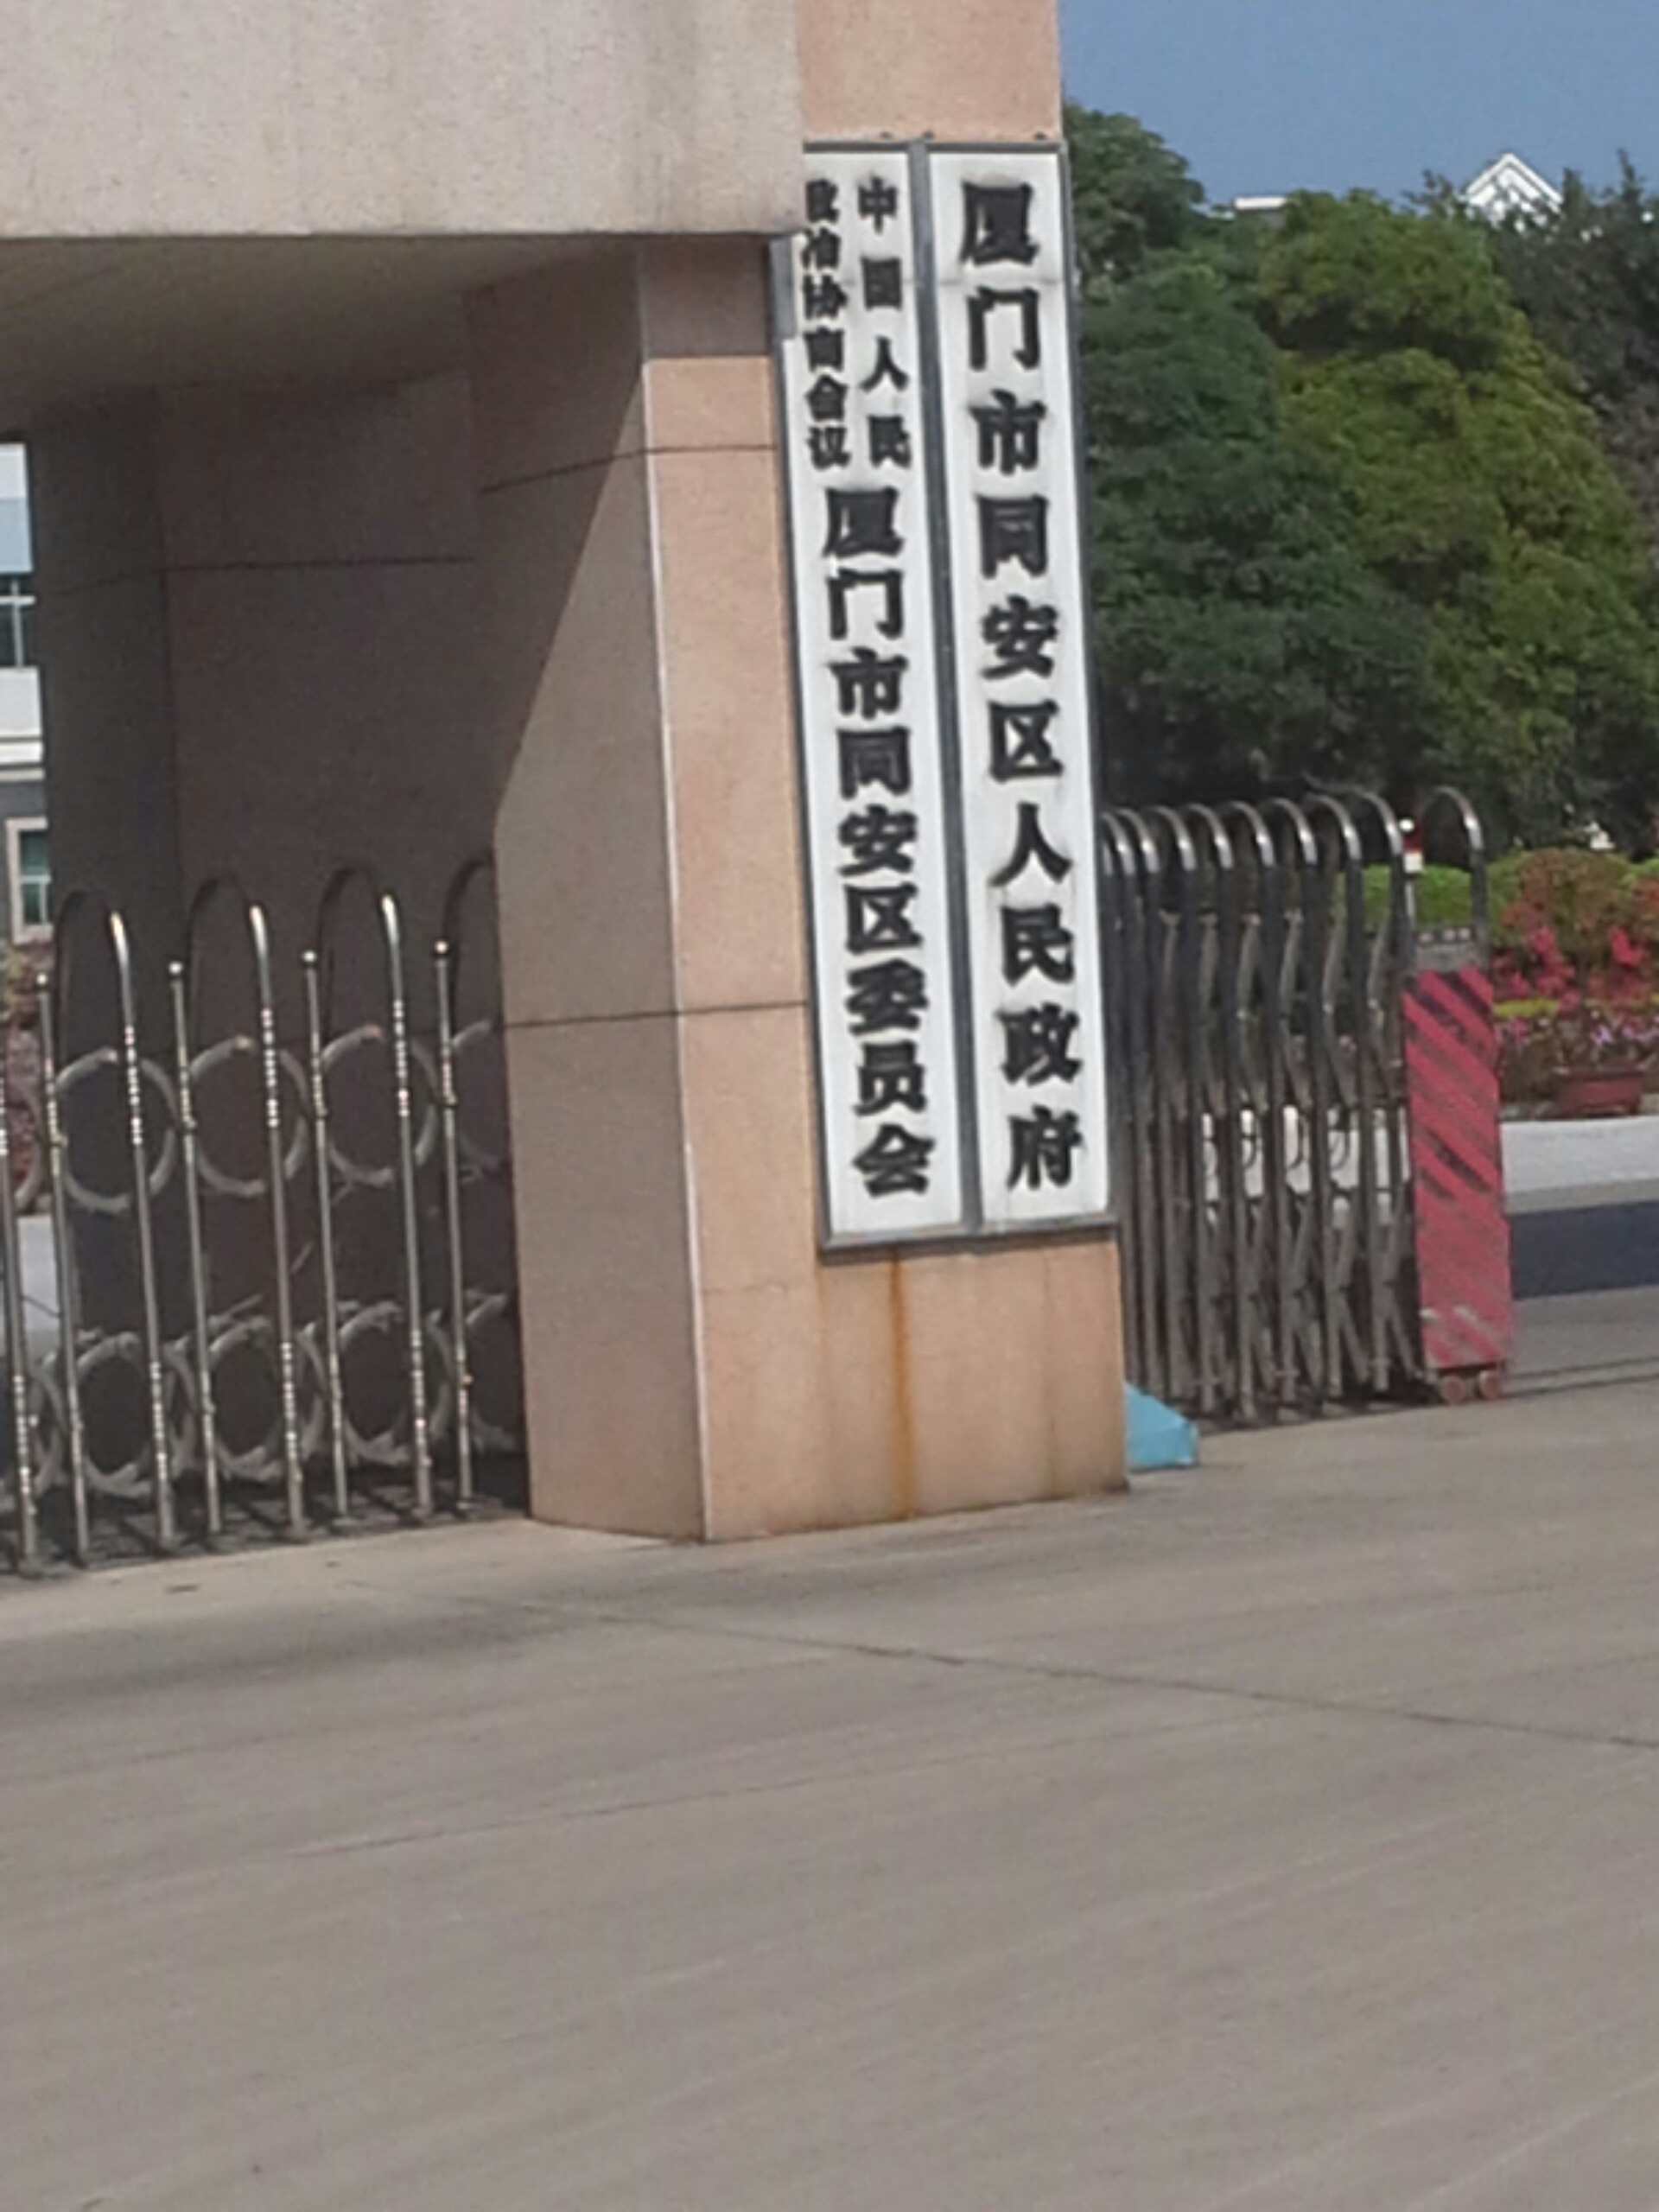 厦门市同安区人民政府
中国人民
政治协商会议
厦门市同安区委员会